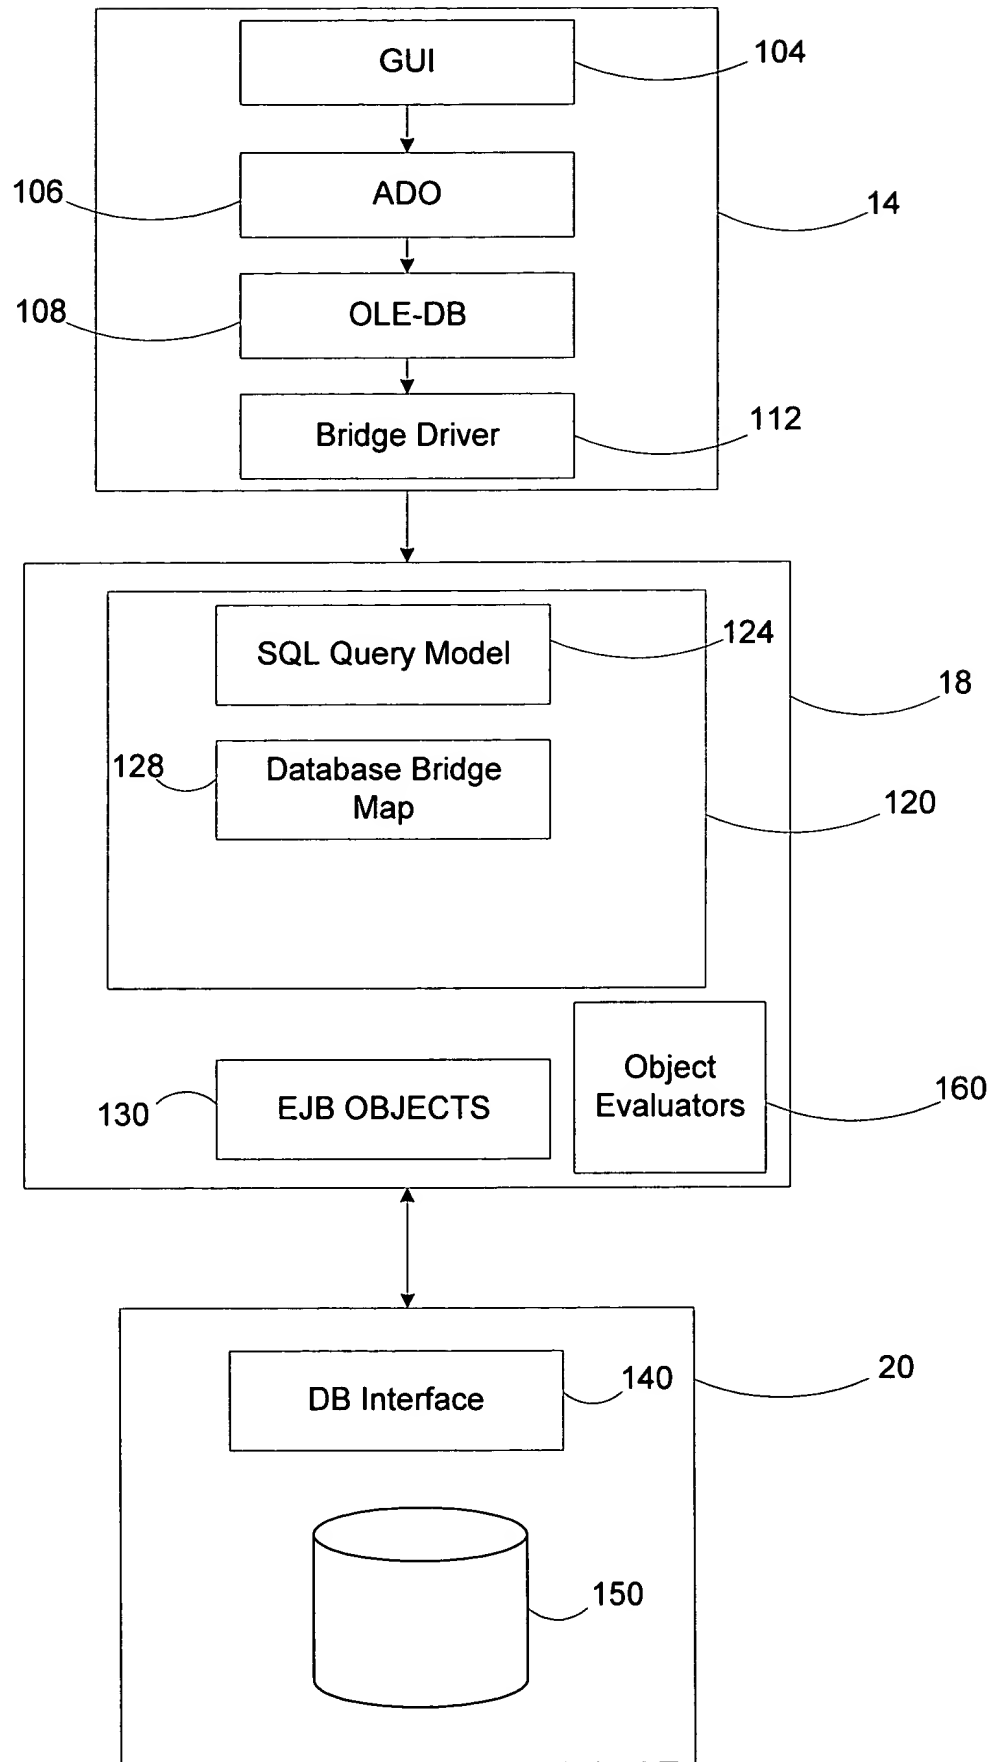 GUI
104
ADO
106
14
OLE-DB
108
Bridge Driver
112
SQL Query Model
124
18
128
Database Bridge
Map
120
130
EJB OBJECTS
Object
Evaluators
160
DB Interface
140
20
150